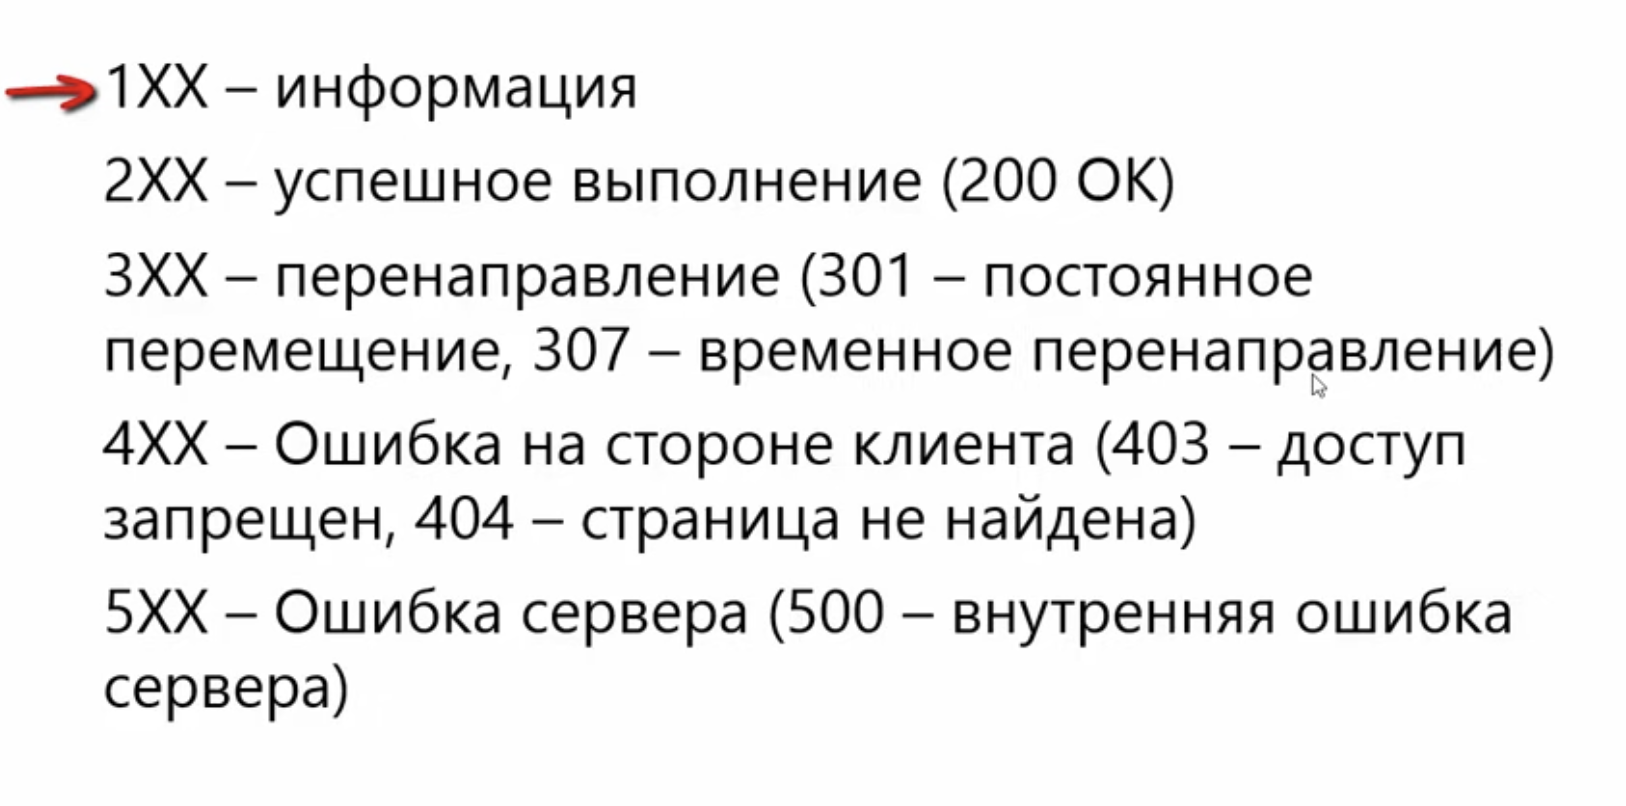 1XX – информация
2XX – успешное выполнение (200 OK)
3XX – перенаправление (301 – постоянное
перемещение, 307 – временное перенаправление)
4XX – Ошибка на стороне клиента (403 – доступ
запрещен, 404 – страница не найдена)
5XX – Ошибка сервера (500 – внутренняя ошибка
сервера)